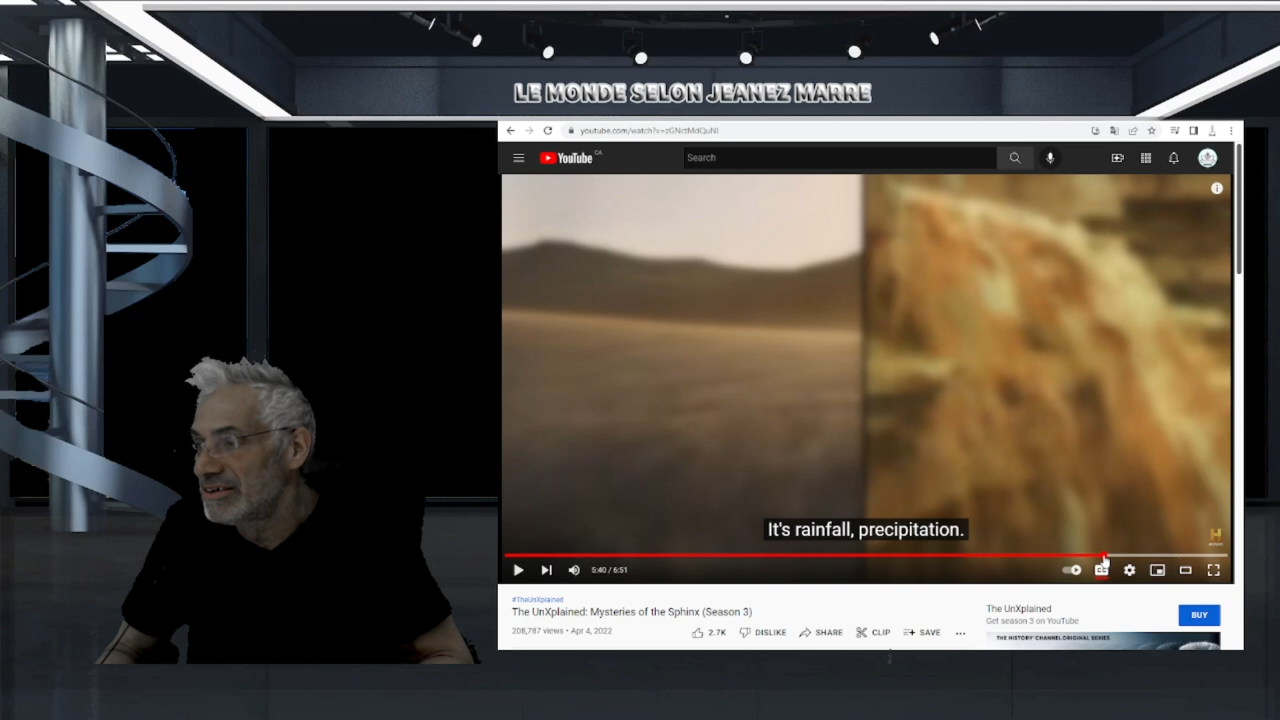 LE MONDE SELON JEANEZ MARRE
youtube.com/watch?v=zGNctMdQuNI
YouTube CA
Search
It's rainfall, precipitation.
5:40 / 6:51
#TheUnXplained
The UnXplained: Mysteries of the Sphinx (Season 3)
208,787 views • Apr 4, 2022
2.7K DISLIKE SHARE CLIP SAVE
The UnXplained
Get season 3 on YouTube
BUY
THE HISTORY CHANNEL ORIGINAL SERIES